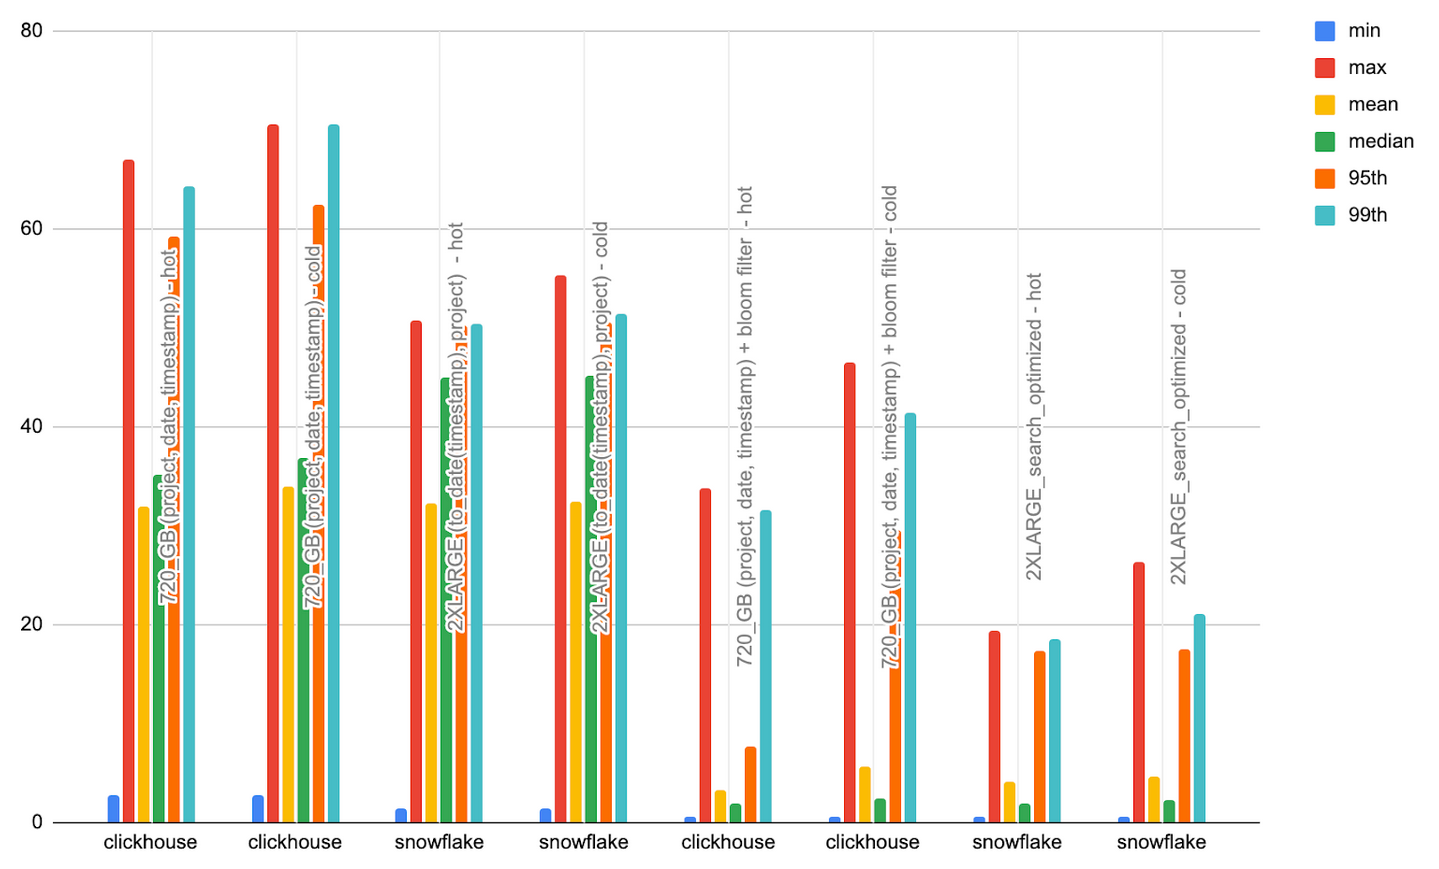 80
60
40
20
0
min
max
mean
median
95th
99th
720_GB (project, date, timestamp) - hot
720_GB (project, date, timestamp) - cold
2XLARGE (to_date(timestamp), project)  - hot
2XLARGE (to_date(timestamp), project) - cold
720_GB (project, date, timestamp) + bloom filter  - hot
720_GB (project, date, timestamp) + bloom filter - cold
2XLARGE_search_optimized - hot
2XLARGE_search_optimized - cold
clickhouse
clickhouse
snowflake
snowflake
clickhouse
clickhouse
snowflake
snowflake